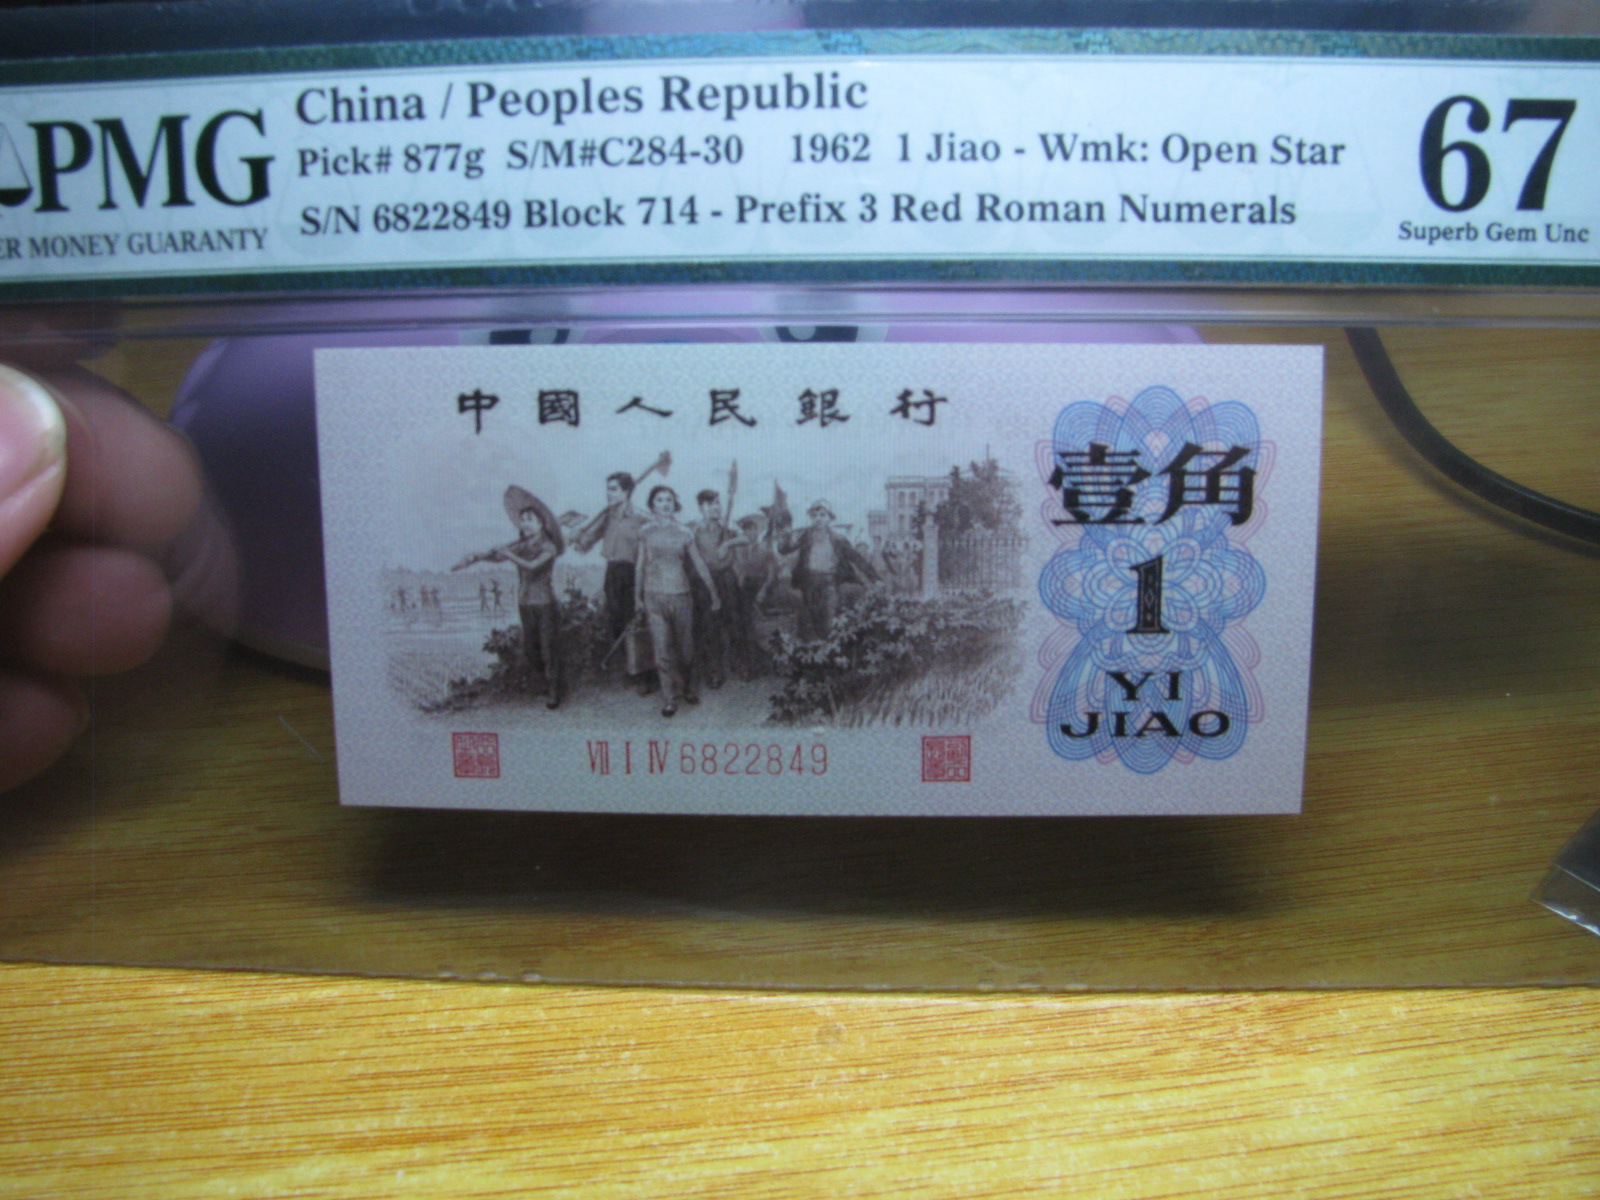 PMG
ER MONEY GUARANTY
China / Peoples Republic
Pick# 877g S/M#C284-30 1962 1 Jiao - Wmk: Open Star
S/N 6822849 Block 714 - Prefix 3 Red Roman Numerals
67
Superb Gem Unc
中國人民銀行
壹角
1
YI
JIAO
VII I IV 6822849